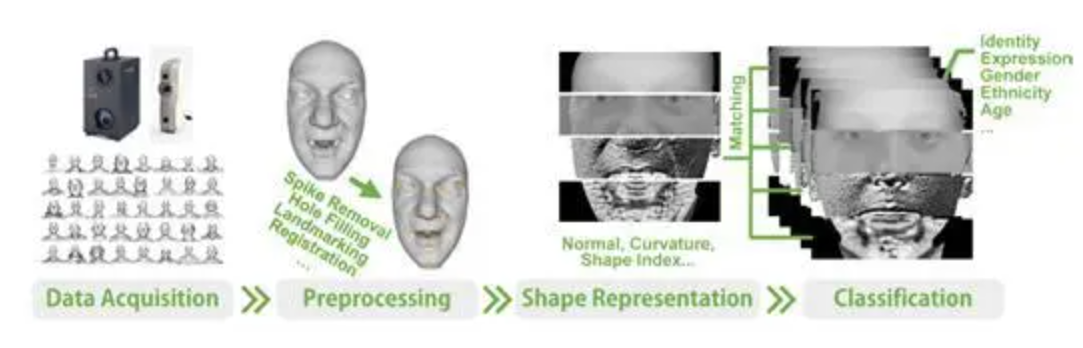 Spike Removal
Hole Filling
Landmarking
Registration
...
Normal, Curvature,
Shape Index...
Matching
Identity
Expression
Gender
Ethnicity
Age
...
Data Acquisition
Preprocessing
Shape Representation
Classification